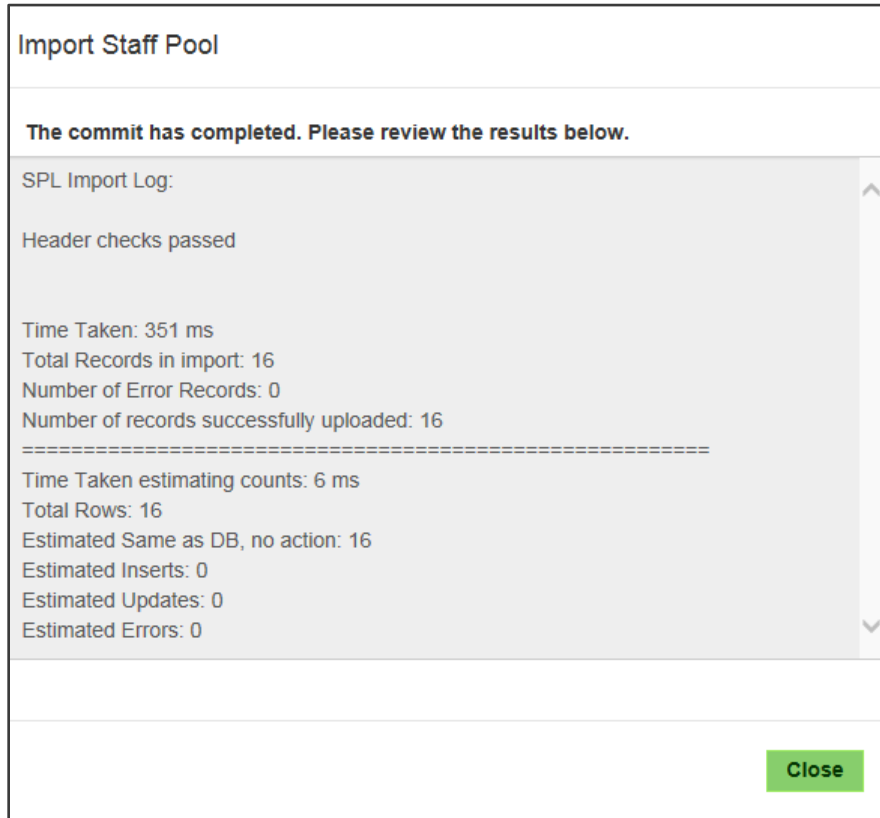 Import Staff Pool
The commit has completed. Please review the results below.
SPL Import Log:
Header checks passed
Time Taken: 351 ms
Total Records in import: 16
Number of Error Records: 0
Number of records successfully uploaded: 16
========================================================
Time Taken estimating counts: 6 ms
Total Rows: 16
Estimated Same as DB, no action: 16
Estimated Inserts: 0
Estimated Updates: 0
Estimated Errors: 0
Close